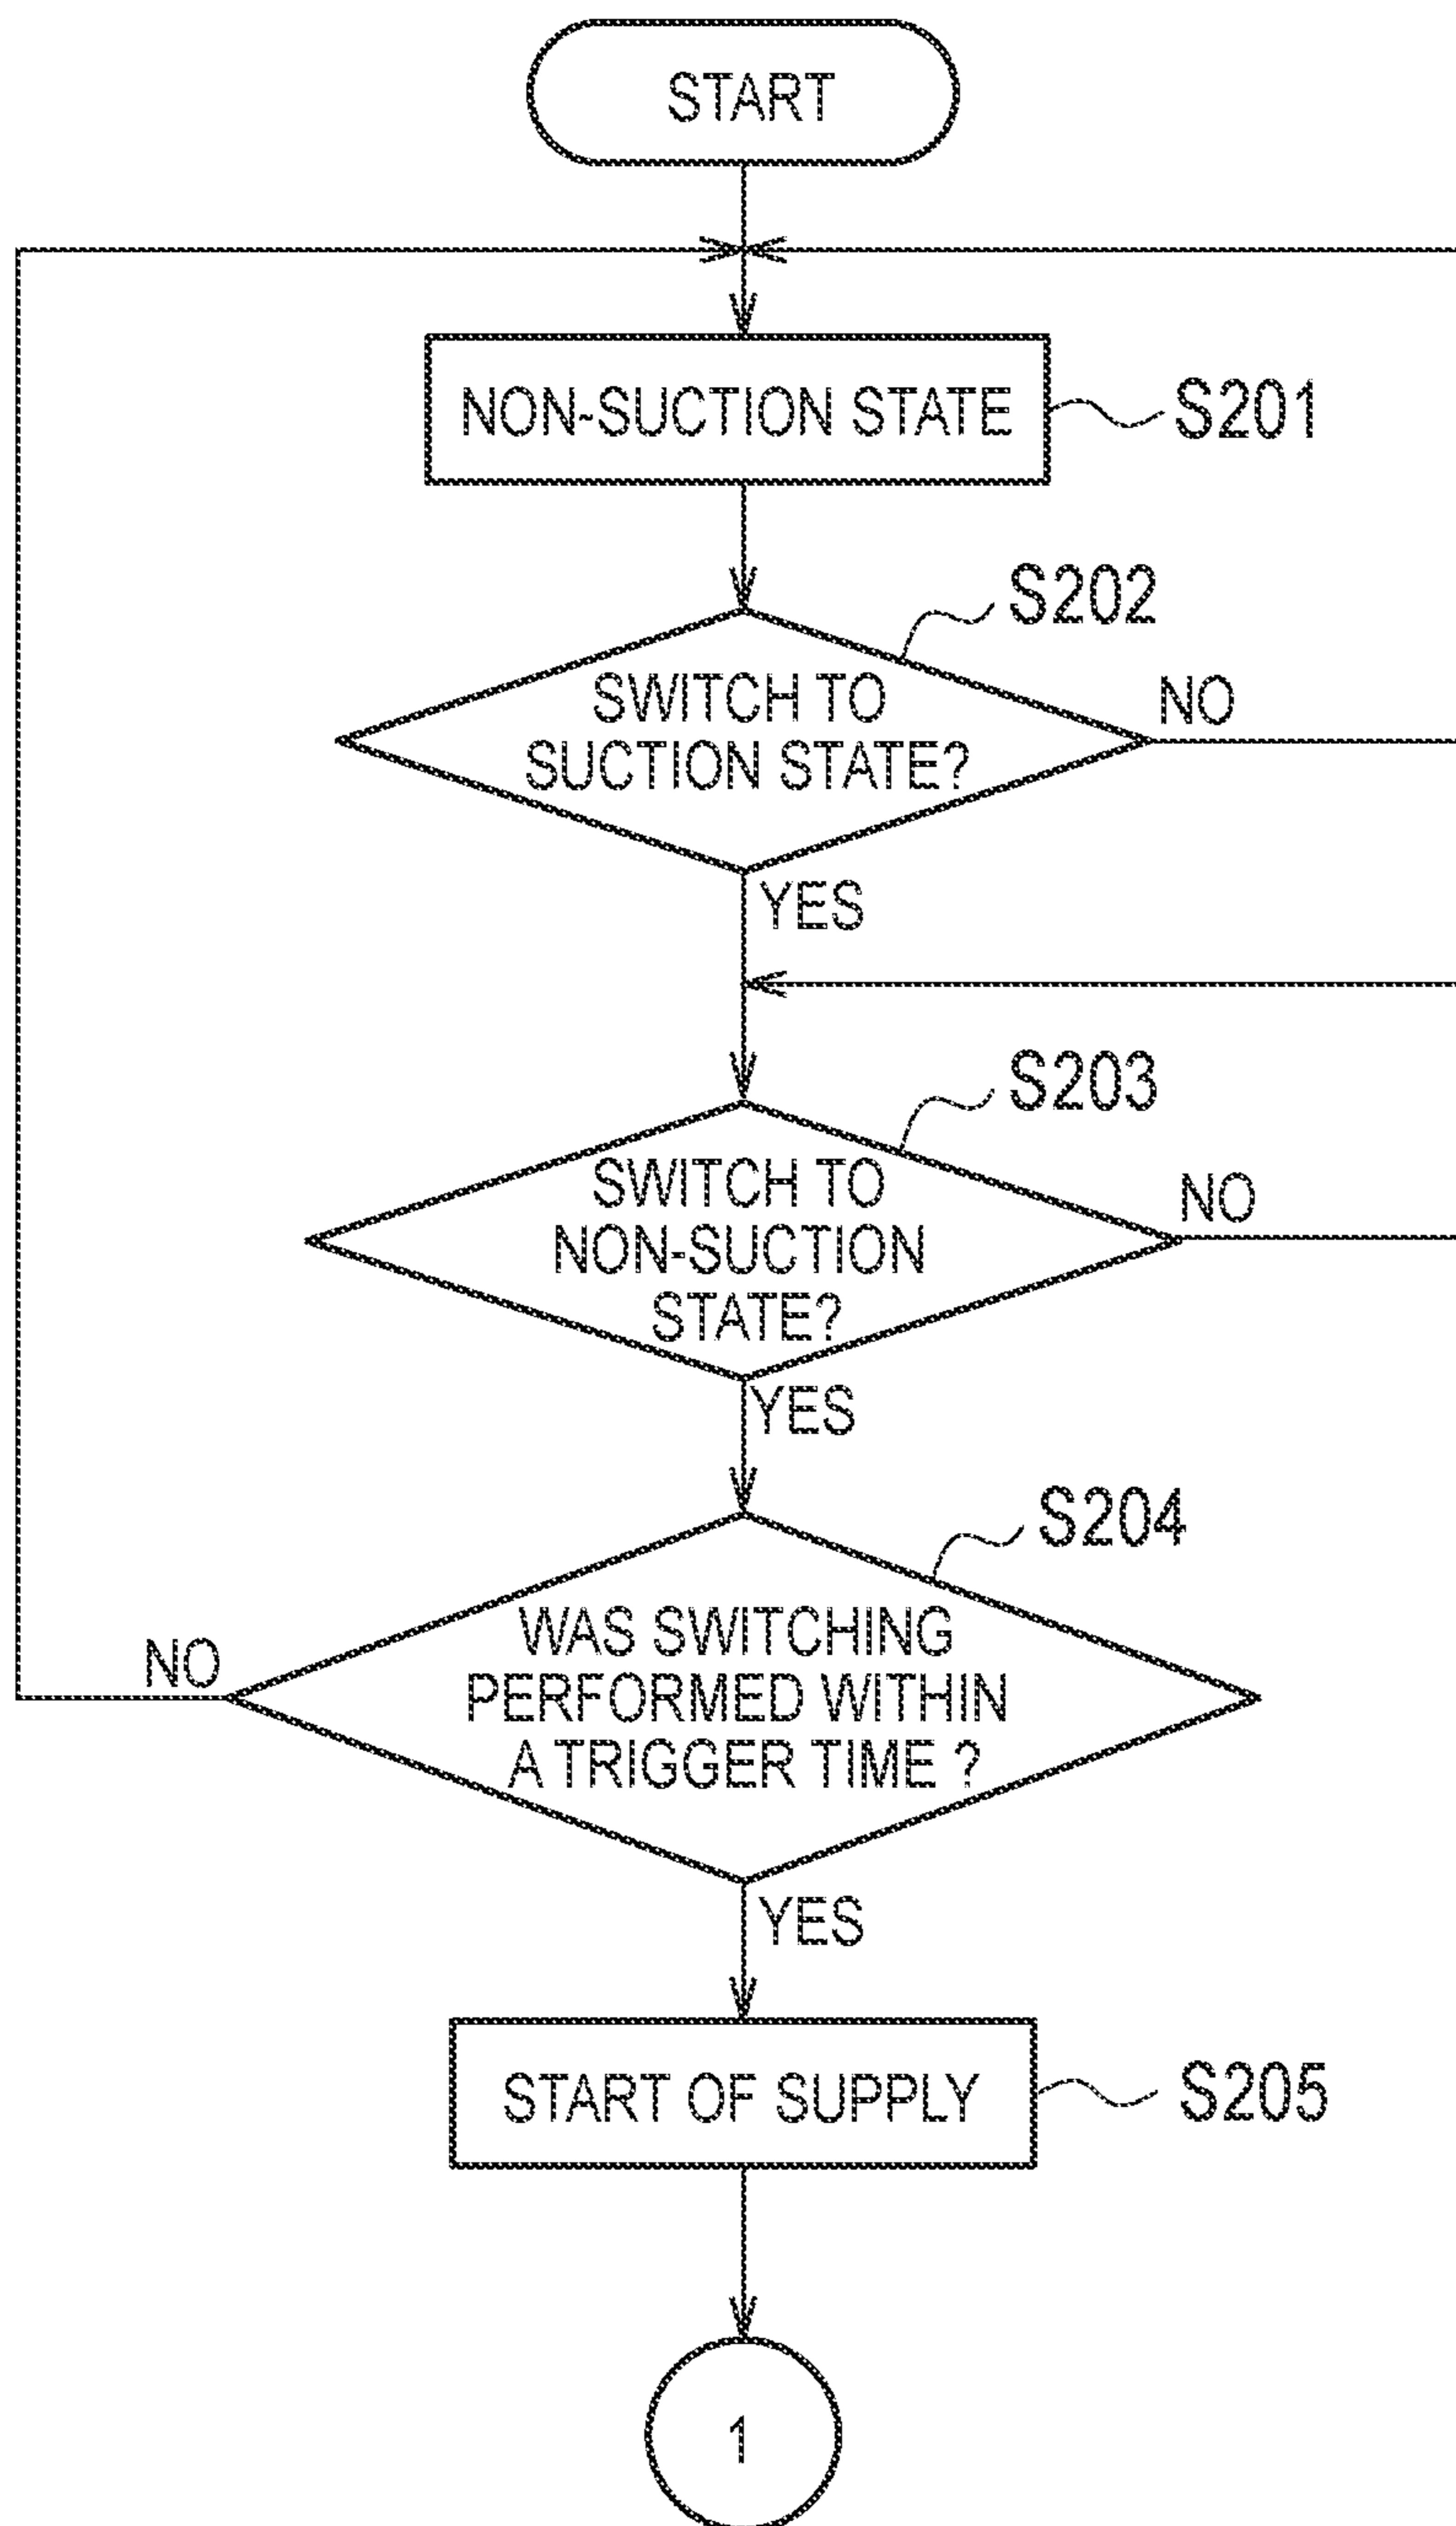 START
NON-SUCTION STATE
S201
S202
SWITCH TO
SUCTION STATE?
NO
YES
S203
SWITCH TO
NON-SUCTION
STATE?
NO
YES
S204
WAS SWITCHING
PERFORMED WITHIN
A TRIGGER TIME ?
NO
YES
START OF SUPPLY
S205
1